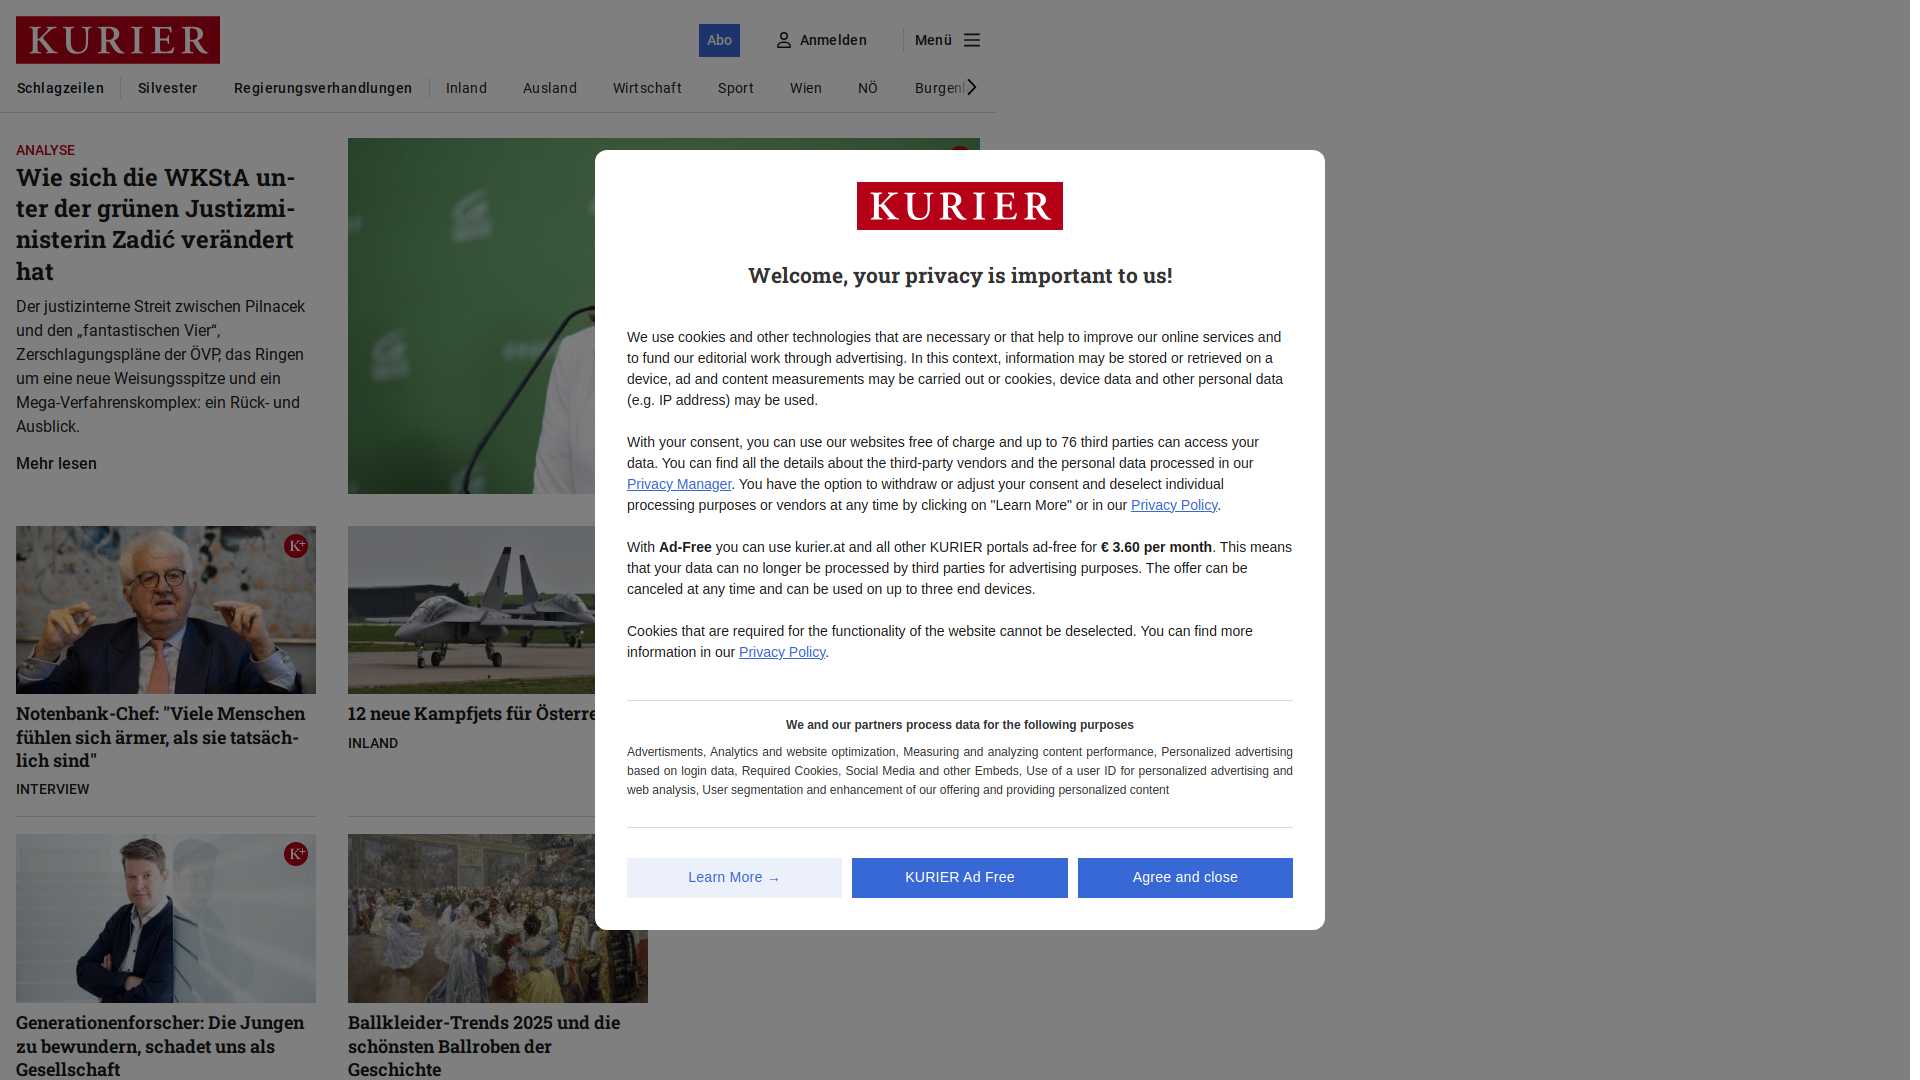 KURIER
Abo
Anmelden
Menü
Schlagzeilen
Silvester
Regierungsverhandlungen
Inland
Ausland
Wirtschaft
Sport
Wien
NÖ
ANALYSE
Wie sich die WKStA un-
ter der grünen Justizmi-
nisterin Zadić verändert
hat
Der justizinterne Streit zwischen Pilnacek
und den „fantastischen Vier“,
Zerschlagungspläne der ÖVP, das Ringen
um eine neue Weisungsspitze und ein
Mega-Verfahrenskomplex: ein Rück- und
Ausblick.
Mehr lesen
K+
Notenbank-Chef: "Viele Menschen
fühlen sich ärmer, als sie tatsäch-
lich sind"
INTERVIEW
12 neue Kampfjets für
INLAND
K+
Generationenforscher: Die Jungen
zu bewundern, schadet uns als
Gesellschaft
Ballkleider-Trends 2025 und die
schönsten Ballroben der
Geschichte
KURIER
Welcome, your privacy is important to us!
We use cookies and other technologies that are necessary or that help to improve our online services and
to fund our editorial work through advertising. In this context, information may be stored or retrieved on a
device, ad and content measurements may be carried out or cookies, device data and other personal data
(e.g. IP address) may be used.
With your consent, you can use our websites free of charge and up to 76 third parties can access your
data. You can find all the details about the third-party vendors and the personal data processed in our
Privacy Manager. You have the option to withdraw or adjust your consent and deselect individual
processing purposes or vendors at any time by clicking on "Learn More" or in our Privacy Policy.
With Ad-Free you can use kurier.at and all other KURIER portals ad-free for € 3.60 per month. This means
that your data can no longer be processed by third parties for advertising purposes. The offer can be
canceled at any time and can be used on up to three end devices.
Cookies that are required for the functionality of the website cannot be deselected. You can find more
information in our Privacy Policy.
We and our partners process data for the following purposes
Advertisments, Analytics and website optimization, Measuring and analyzing content performance, Personalized advertising
based on login data, Required Cookies, Social Media and other Embeds, Use of a user ID for personalized advertising and
web analysis, User segmentation and enhancement of our offering and providing personalized content
Learn More →
KURIER Ad Free
Agree and close